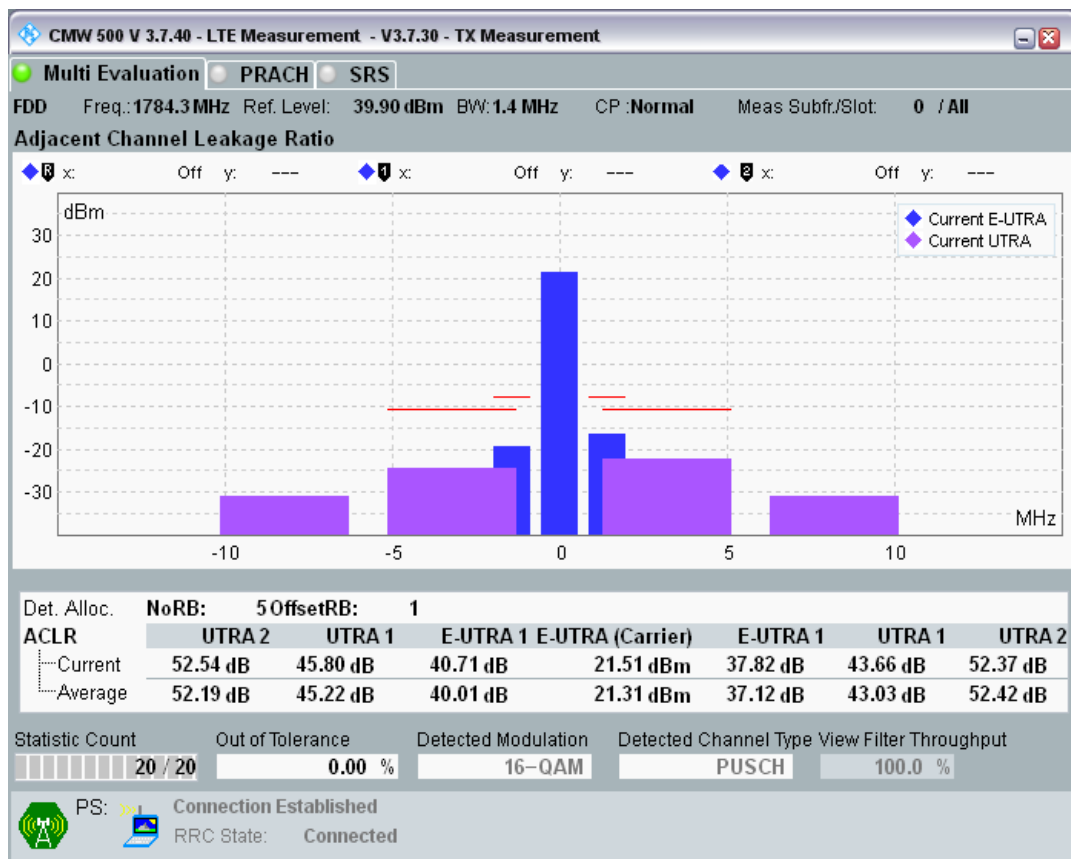 CMW 500 V 3.7.40 - LTE Measurement - V3.7.30 - TX Measurement
Multi Evaluation PRACH SRS
FDD Freq.: 1784.3 MHz Ref. Level: 39.90 dBm BW: 1.4 MHz CP :Normal Meas Subfr./Slot: 0 / All
Adjacent Channel Leakage Ratio
R x: Off y: --- 1 x: Off y: --- 2 x: Off y: ---
dBm
Current E-UTRA
Current UTRA
30
20
10
0
-10
-20
-30
MHz
-10 -5 0 5 10
Det. Alloc. NoRB: 5 OffsetRB: 1
ACLR UTRA 2 UTRA 1 E-UTRA 1 E-UTRA (Carrier) E-UTRA 1 UTRA 1 UTRA 2
Current 52.54 dB 45.80 dB 40.71 dB 21.51 dBm 37.82 dB 43.66 dB 52.37 dB
Average 52.19 dB 45.22 dB 40.01 dB 21.31 dBm 37.12 dB 43.03 dB 52.42 dB
Statistic Count Out of Tolerance Detected Modulation Detected Channel Type View Filter Throughput
20 / 20 0.00 % 16-QAM PUSCH 100.0 %
PS: Connection Established
RRC State: Connected